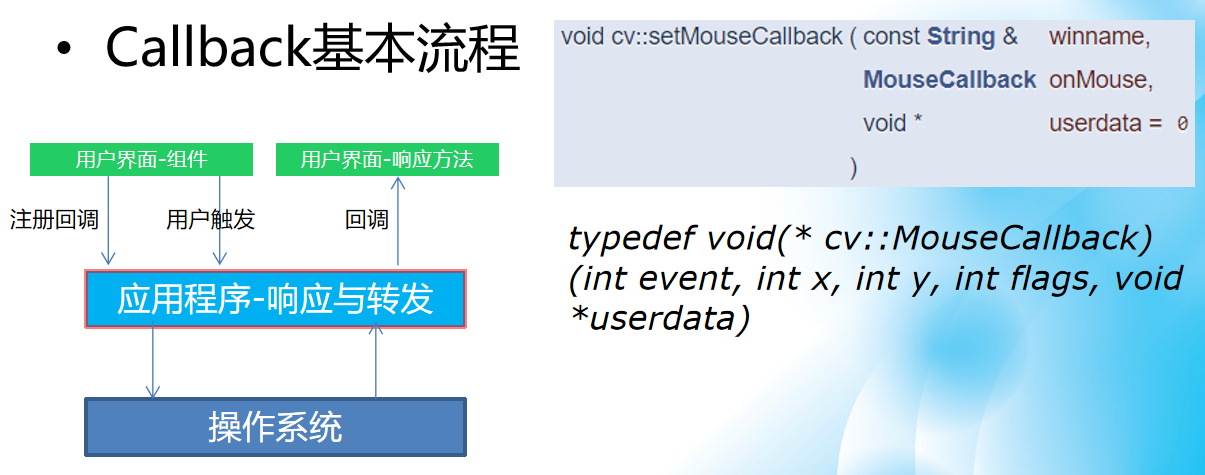 • Callback基本流程
用户界面-组件
用户界面-响应方法
注册回调
用户触发
回调
应用程序-响应与转发
操作系统
void cv::setMouseCallback ( const String & winname,
MouseCallback onMouse,
void * userdata = 0
)
typedef void(* cv::MouseCallback)
(int event, int x, int y, int flags, void
*userdata)